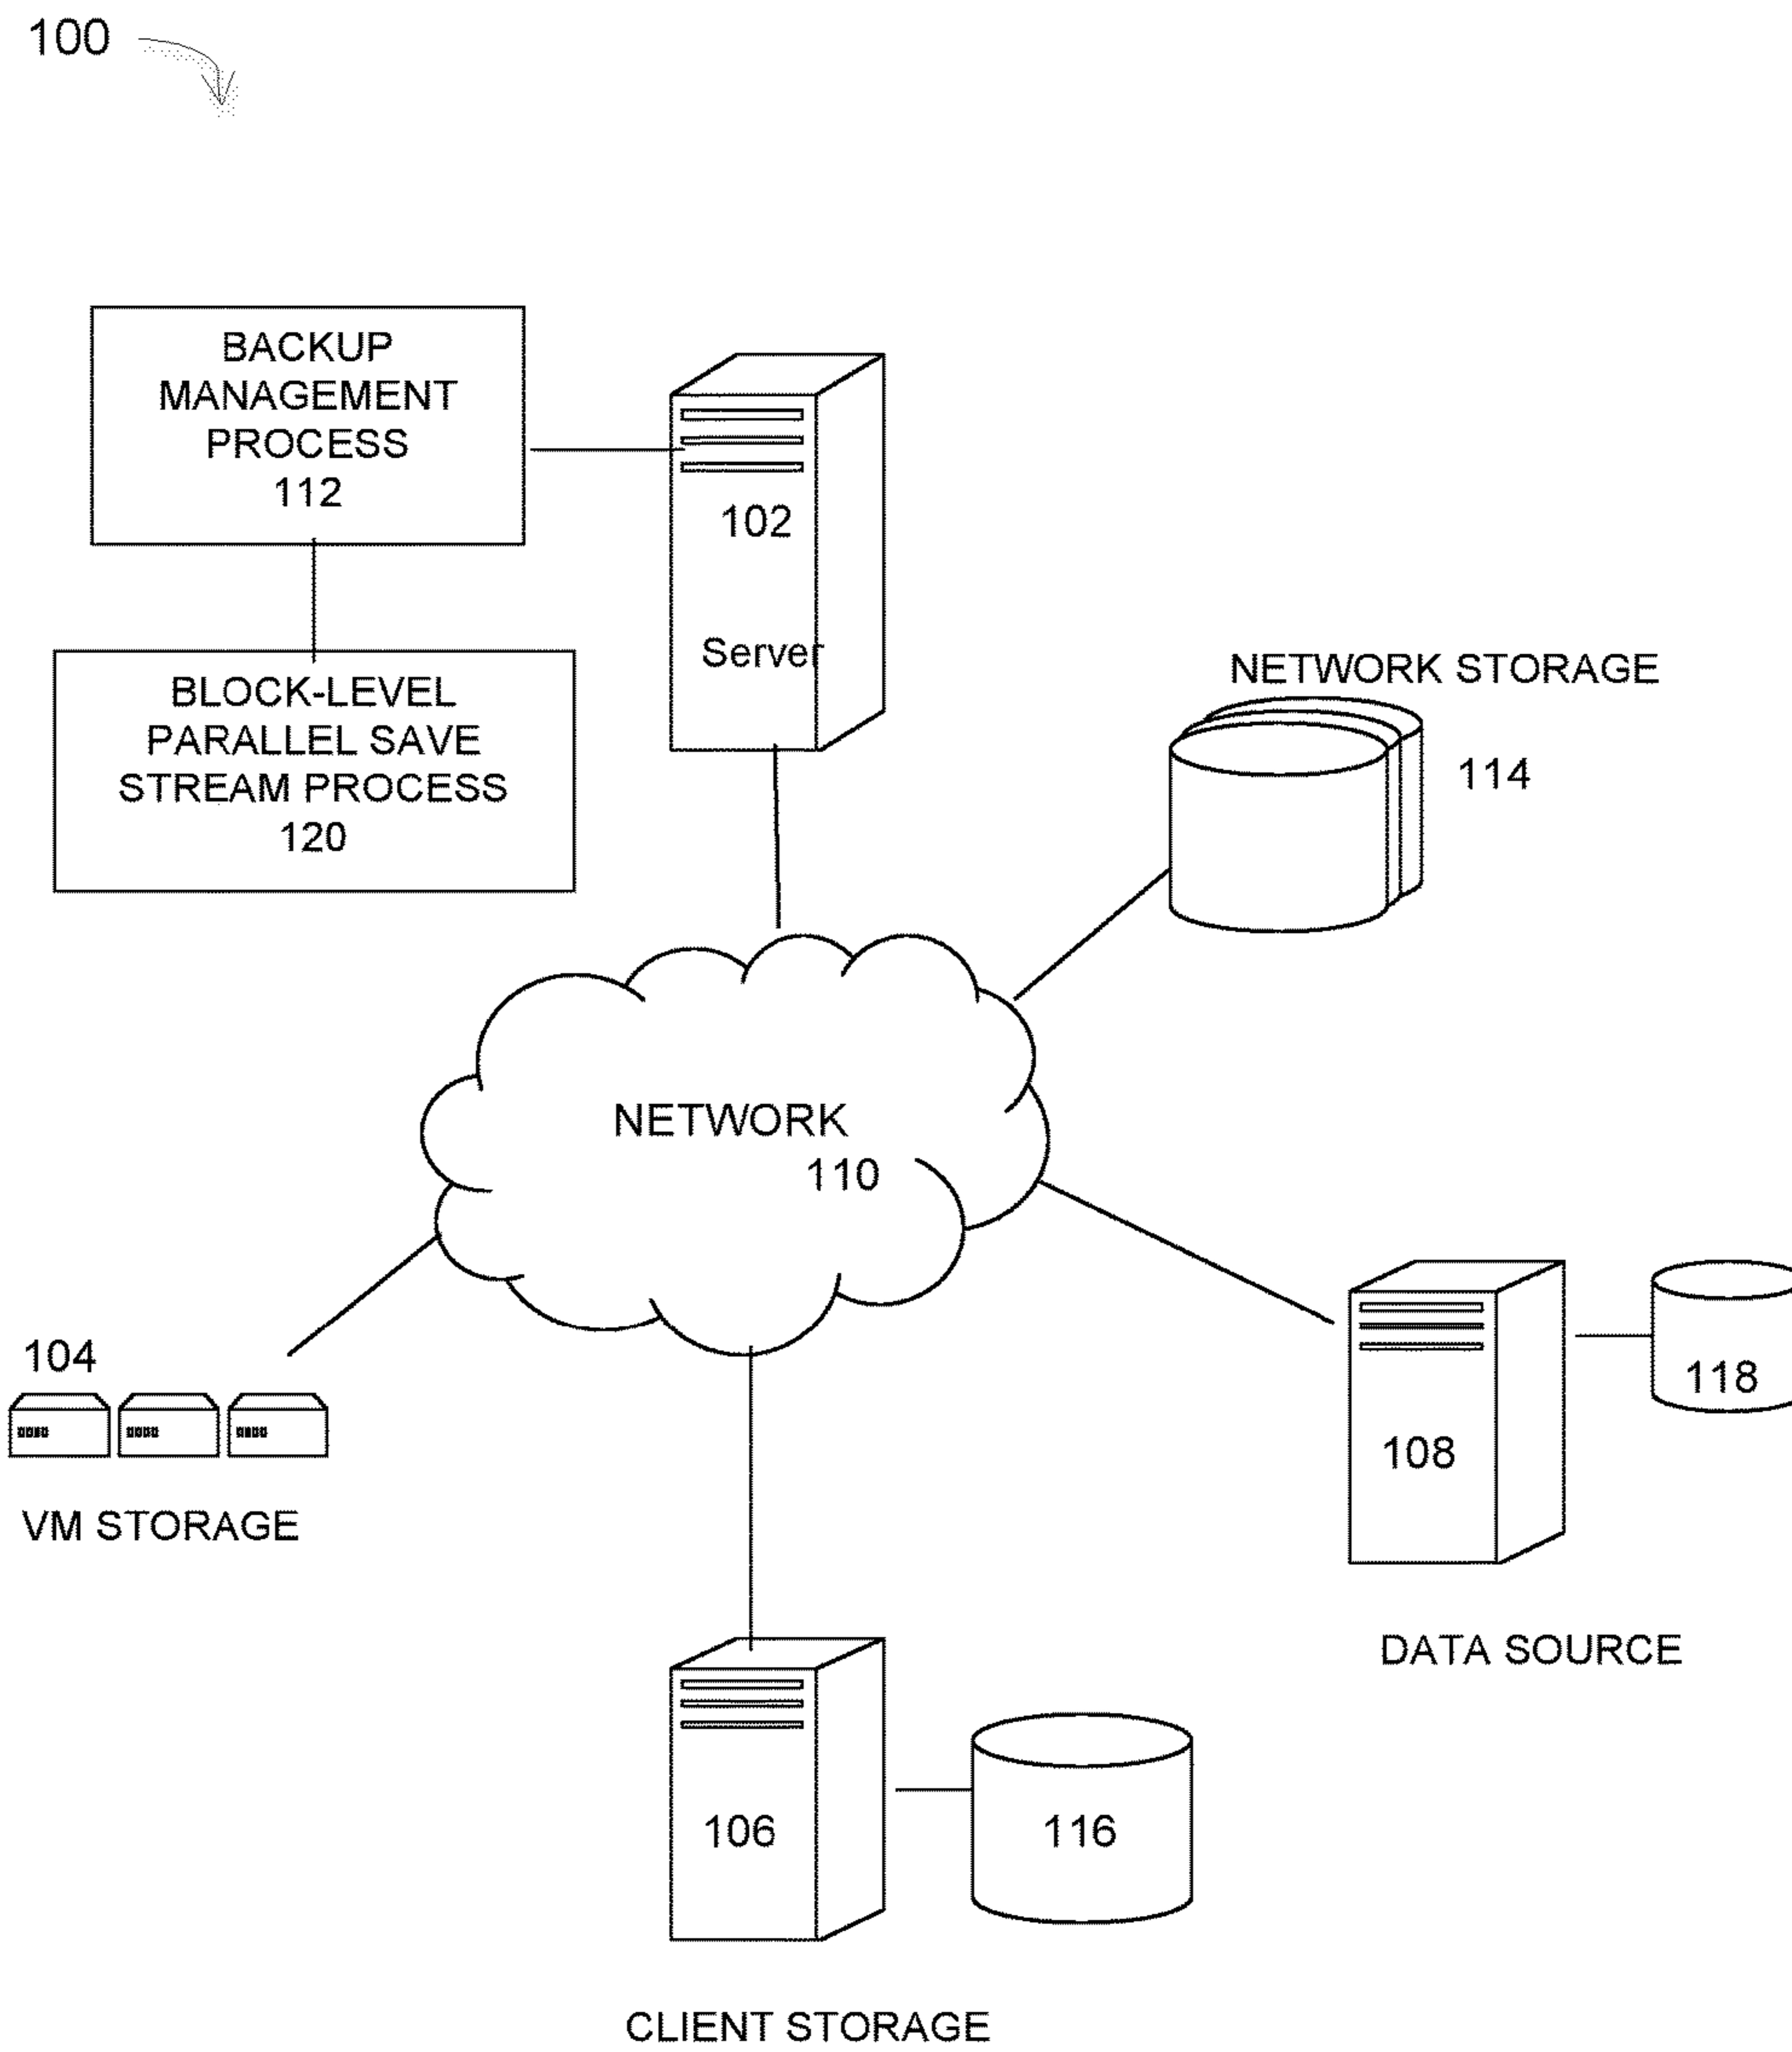 100
BACKUP
MANAGEMENT
PROCESS
112
102
Server
BLOCK-LEVEL
PARALLEL SAVE
STREAM PROCESS
120
NETWORK STORAGE
114
NETWORK
110
104
VM STORAGE
118
108
DATA SOURCE
106
116
CLIENT STORAGE